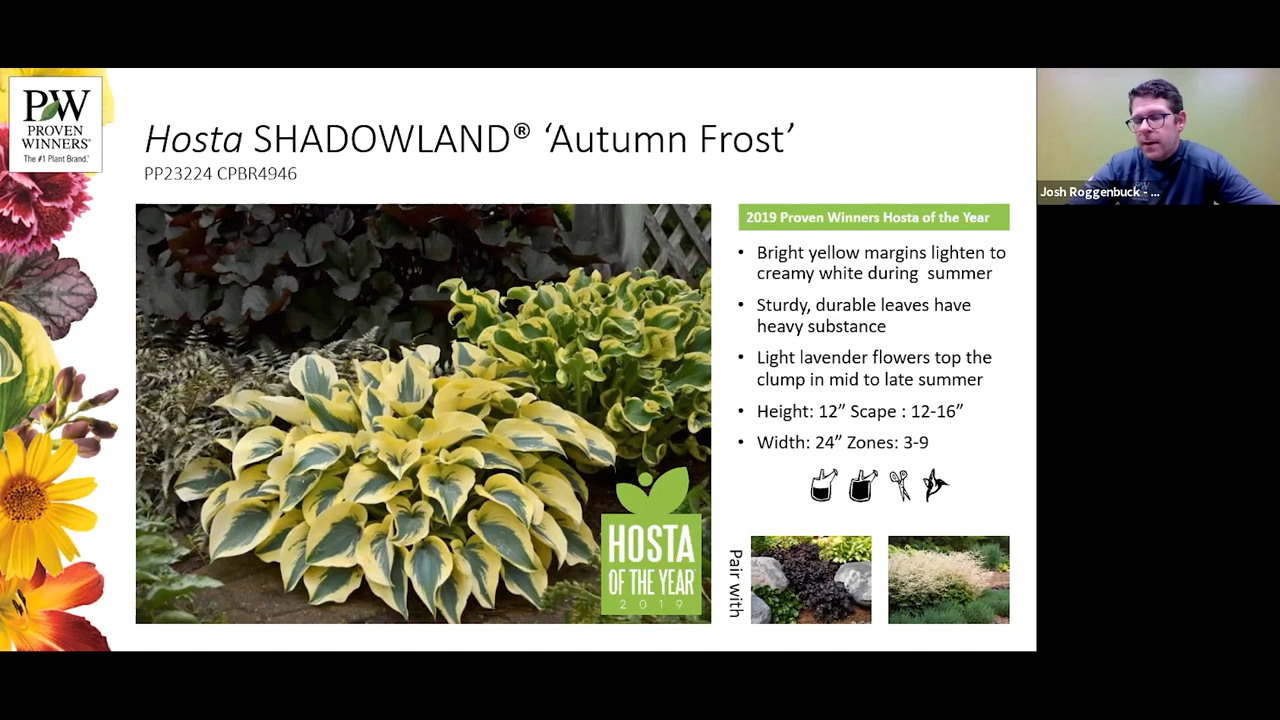 PW
PROVEN
WINNERS®
The #1 Plant Brand.®
Hosta SHADOWLAND® ‘Autumn Frost’
PP23224 CPBR4946
2019 Proven Winners Hosta of the Year
• Bright yellow margins lighten to
creamy white during summer
• Sturdy, durable leaves have
heavy substance
• Light lavender flowers top the
clump in mid to late summer
• Height: 12” Scape : 12-16”
• Width: 24” Zones: 3-9
HOSTA
OF THE YEAR
2019
Pair with
Josh Roggenbuck - ...